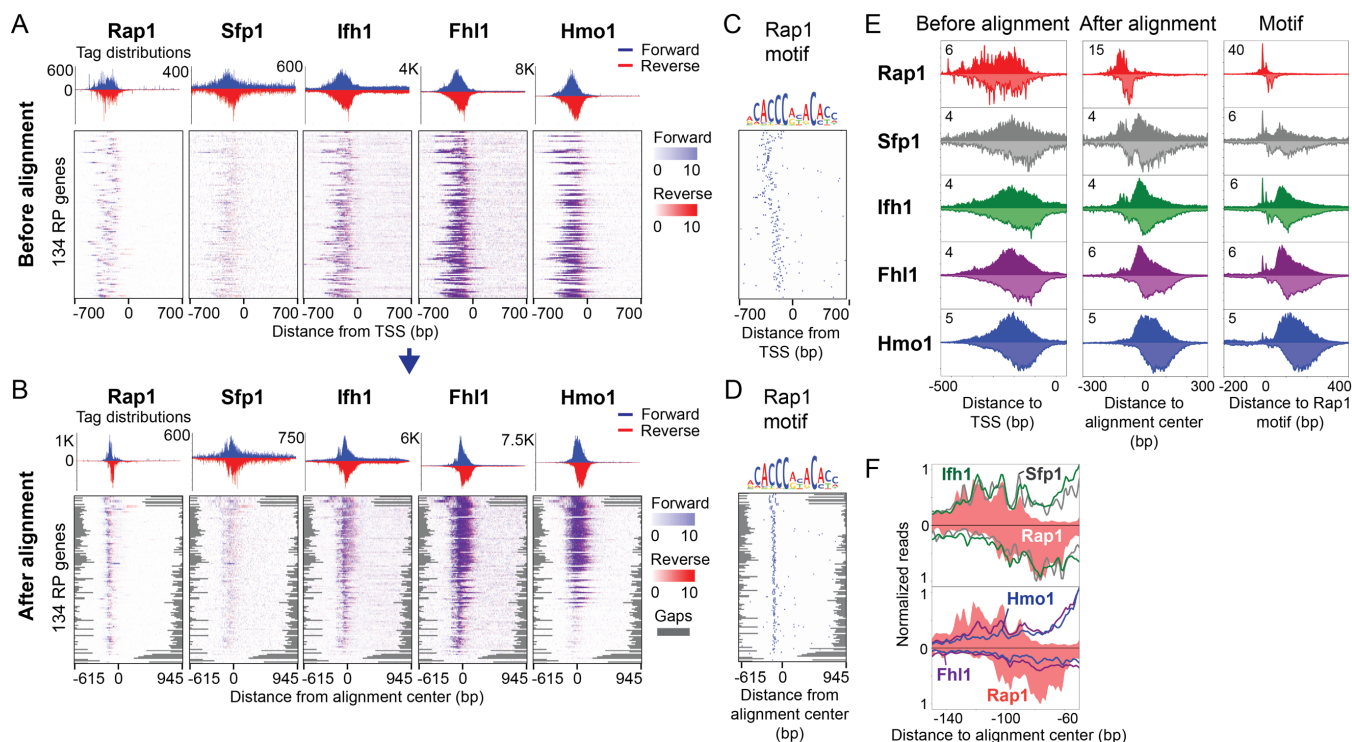 A
Rap1 Sfp1 Ifh1 Fhl1 Hmo1
Tag distributions
Forward
Reverse
600 0 400 600 4K 8K
Before alignment
134 RP genes
Forward
0 10
Reverse
0 10
-700 0 700 -700 0 700 -700 0 700 -700 0 700 -700 0 700
Distance from TSS (bp)
B
Rap1 Sfp1 Ifh1 Fhl1 Hmo1
Tag distributions
Forward
Reverse
1K 0 600 750 6K 7.5K
After alignment
134 RP genes
Forward
0 10
Reverse
0 10
Gaps
-615 0 945 -615 0 945 -615 0 945 -615 0 945 -615 0 945
Distance from alignment center (bp)
C
Rap1
motif
CACCC CAC
-700 0 700
Distance from
TSS (bp)
D
Rap1
motif
CACCC CAC
-615 0 945
Distance from
alignment center
(bp)
E
Before alignment After alignment Motif
Rap1 6 15 40
Sfp1 4 4 6
Ifh1 4 4 6
Fhl1 4 6 6
Hmo1 5 5 5
-500 0 -300 300 -200 0 400
Distance to
TSS (bp)
Distance to
alignment center
(bp)
Distance to Rap1
motif (bp)
F
1 Ifh1 Sfp1
0
Rap1
1
Normalized reads
1 Hmo1
0
Fhl1
Rap1
1
-140 -100 -60
Distance to alignment center (bp)